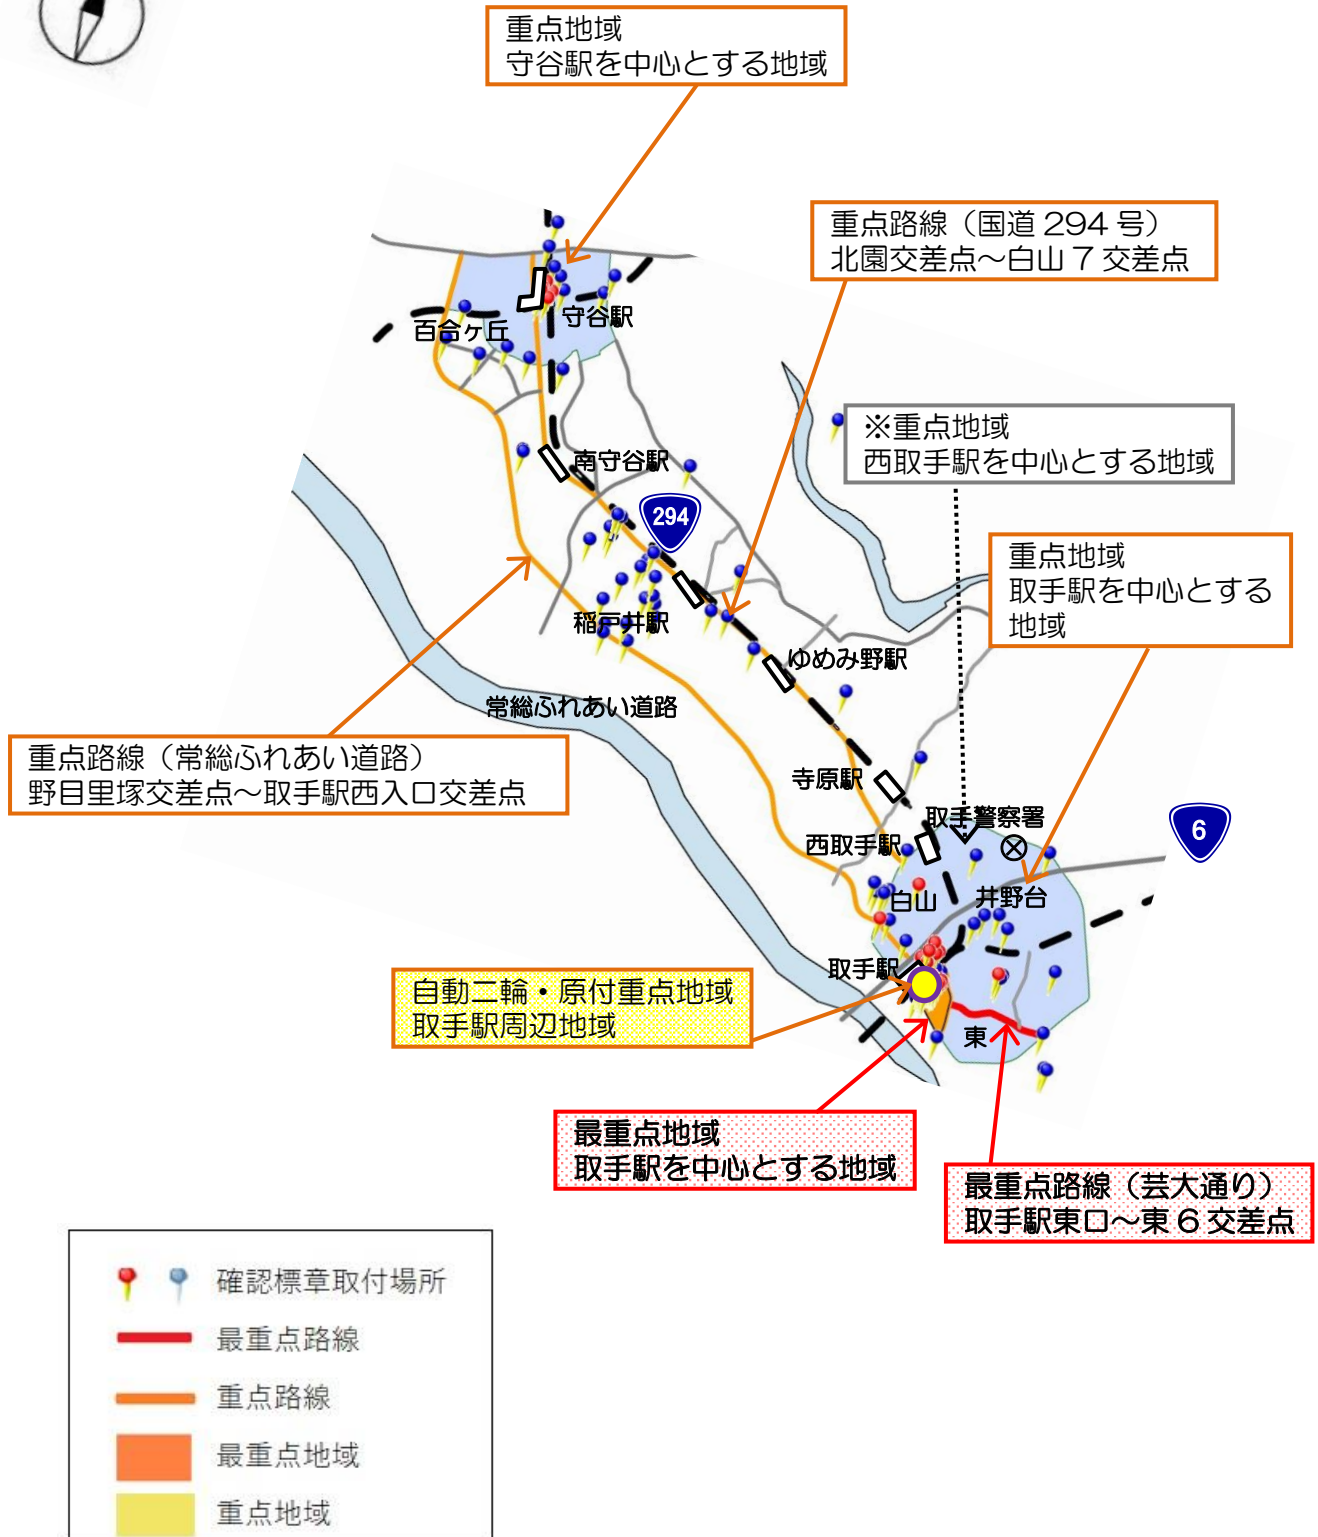 重点地域
守谷駅を中心とする地域
重点路線（国道294号）
北園交差点～白山7交差点
百合ヶ丘
守谷駅
※重点地域
西取手駅を中心とする地域
南守谷駅
294
重点地域
取手駅を中心とする
地域
稲戸井駅
ゆめみ野駅
常総ふれあい道路
重点路線（常総ふれあい道路）
野目里塚交差点～取手駅西入口交差点
寺原駅
取手警察署
6
西取手駅
白山
井野台
取手駅
自動二輪・原付重点地域
取手駅周辺地域
東
最重点地域
取手駅を中心とする地域
最重点路線（芸大通り）
取手駅東口～東6交差点
確認標章取付場所
最重点路線
重点路線
最重点地域
重点地域